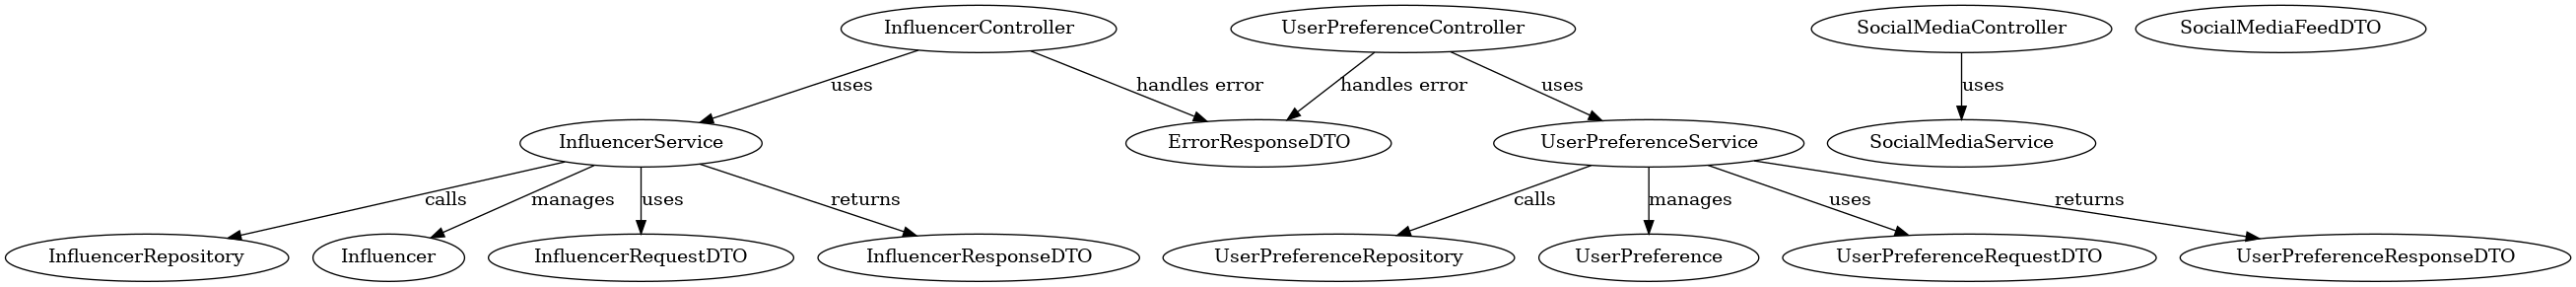 InfluencerController
UserPreferenceController
SocialMediaController
SocialMediaFeedDTO
uses
handles error
handles error
uses
uses
InfluencerService
ErrorResponseDTO
UserPreferenceService
SocialMediaService
calls
manages
uses
returns
calls
manages
uses
returns
InfluencerRepository
Influencer
InfluencerRequestDTO
InfluencerResponseDTO
UserPreferenceRepository
UserPreference
UserPreferenceRequestDTO
UserPreferenceResponseDTO